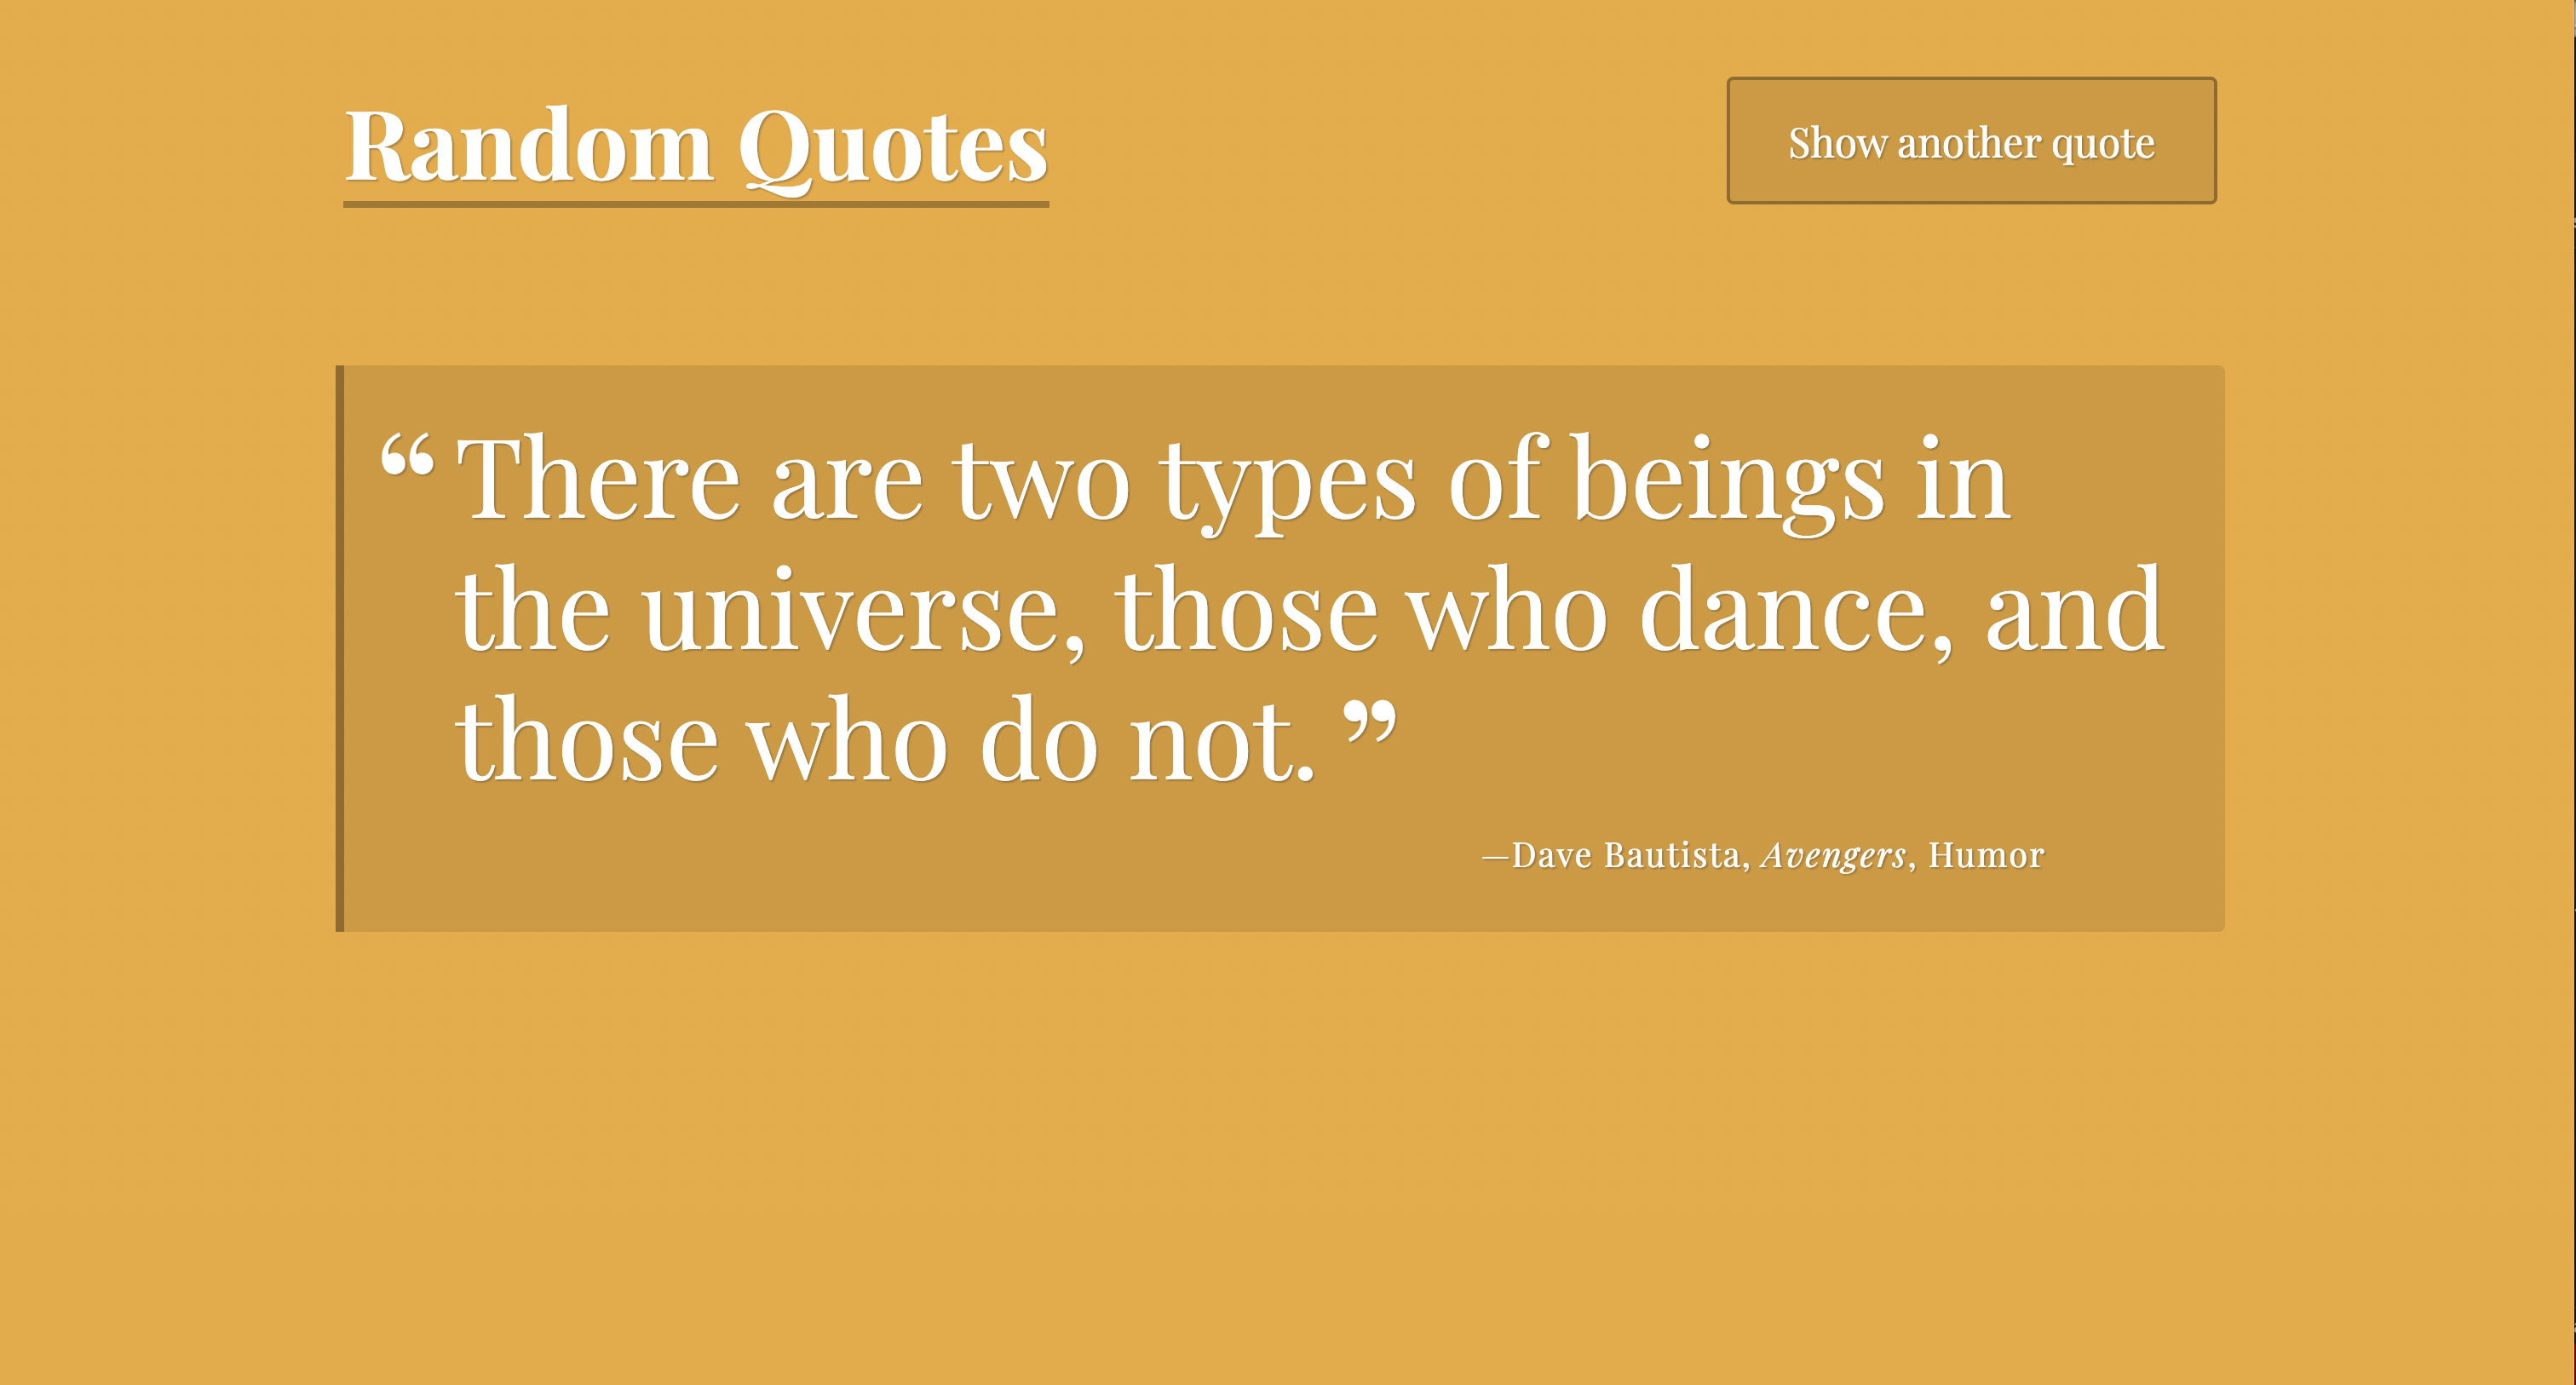 Random Quotes
Show another quote
“ There are two types of beings in
the universe, those who dance, and
those who do not. ”
—Dave Bautista, Avengers, Humor